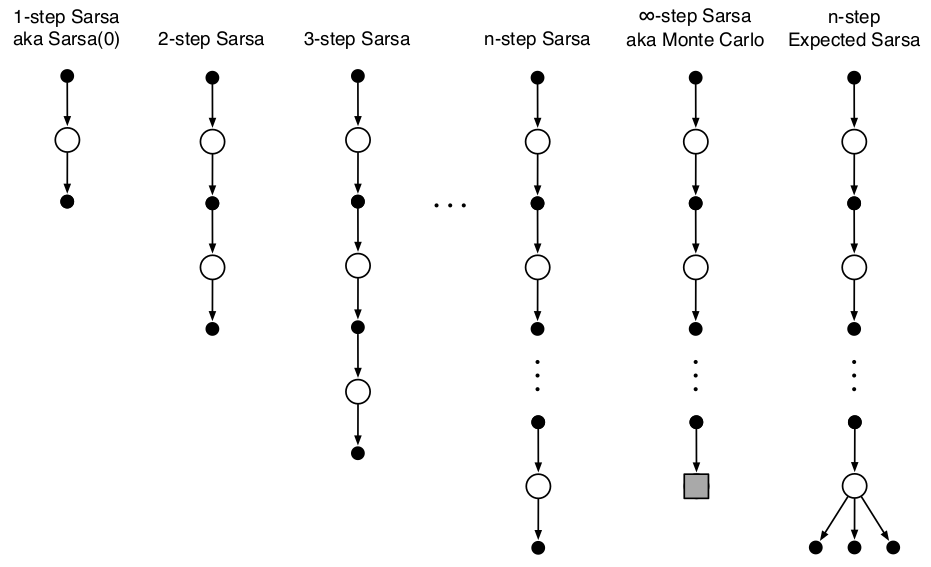 1-step Sarsa
aka Sarsa(0)
2-step Sarsa
3-step Sarsa
n-step Sarsa
∞-step Sarsa
aka Monte Carlo
n-step
Expected Sarsa